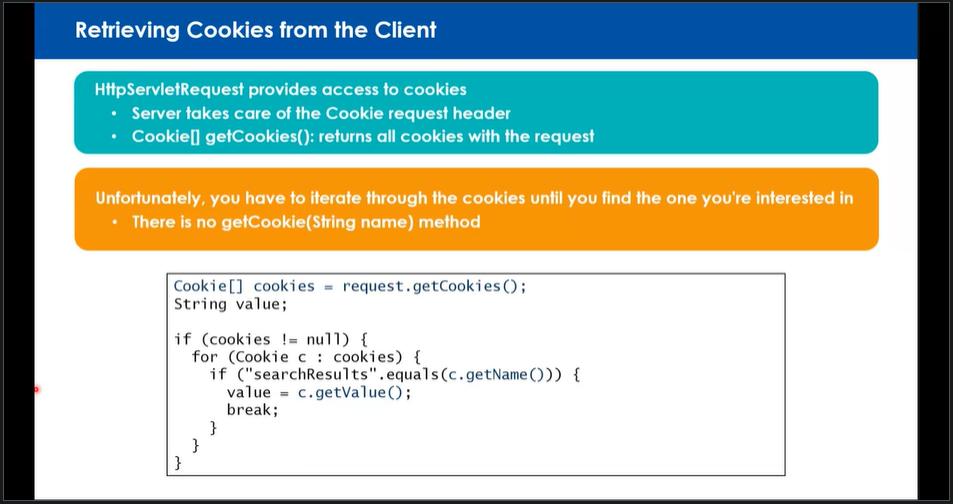 Retrieving Cookies from the Client
HttpServletRequest provides access to cookies
• Server takes care of the Cookie request header
• Cookie[] getCookies(): returns all cookies with the request
Unfortunately, you have to iterate through the cookies until you find the one you're interested in
• There is no getCookie(String name) method
Cookie[] cookies = request.getCookies();
String value;
if (cookies != null) {
for (Cookie c : cookies) {
if ("searchResults".equals(c.getName())) {
value = c.getValue();
break;
}
}
}